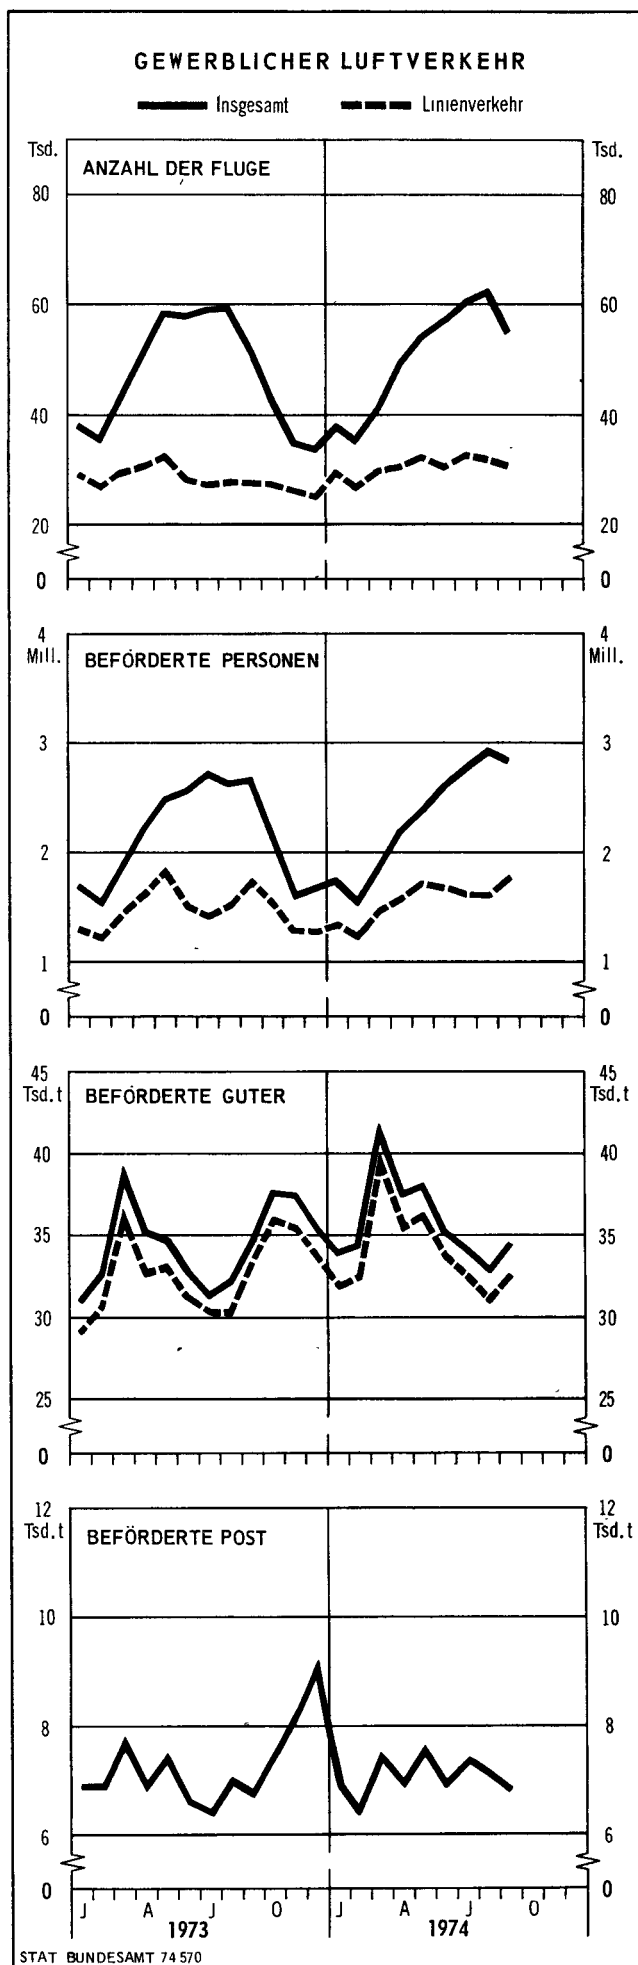 GEWERBLICHER LUFTVERKEHR
Insgesamt Linienverkehr
Tsd. Tsd.
ANZAHL DER FLUGE
80 80
60 60
40 40
20 20
0 0
4 4
Mill. Mill.
BEFÖRDERTE PERSONEN
3 3
2 2
1 1
0 0
45 45
Tsd.t Tsd.t
BEFÖRDERTE GUTER
40 40
35 35
30 30
25 25
0 0
12 12
Tsd.t Tsd.t
BEFÖRDERTE POST
10 10
8 8
6 6
0 0
J A J O J A J O
1973 1974
STAT BUNDESAMT 74 570